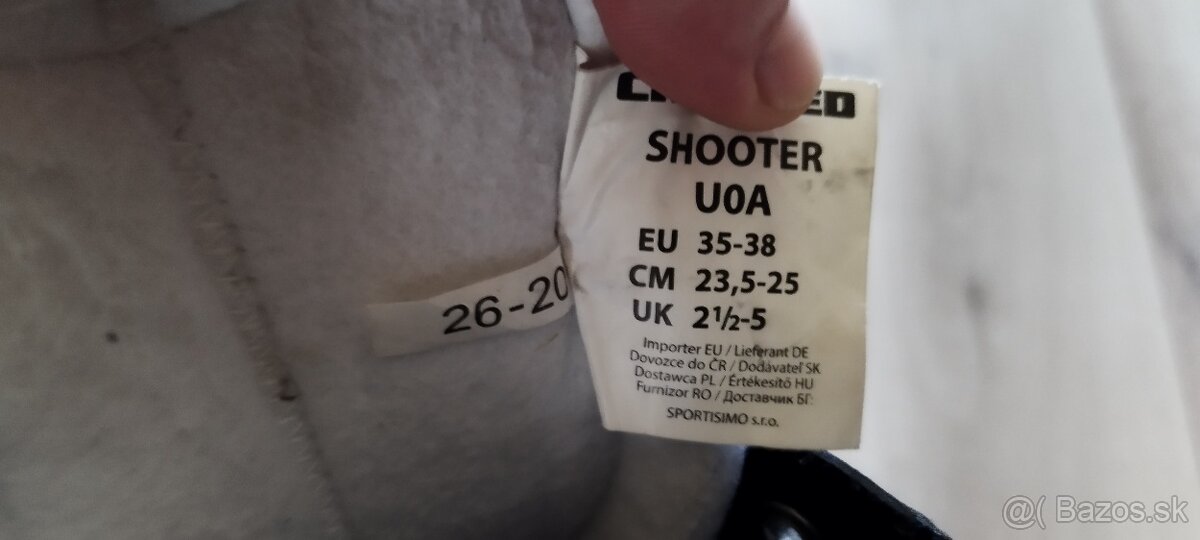 SHOOTER
U0A
EU 35-38
CM 23,5-25
UK 2½-5
Importer EU / Lieferant DE
Dovozce do ČR / Dodávateľ SK
Dostawca PL / Értékesítő HU
Furnizor RO / Доставчик БГ:
SPORTISIMO s.r.o.
26-20
@( Bazos.sk